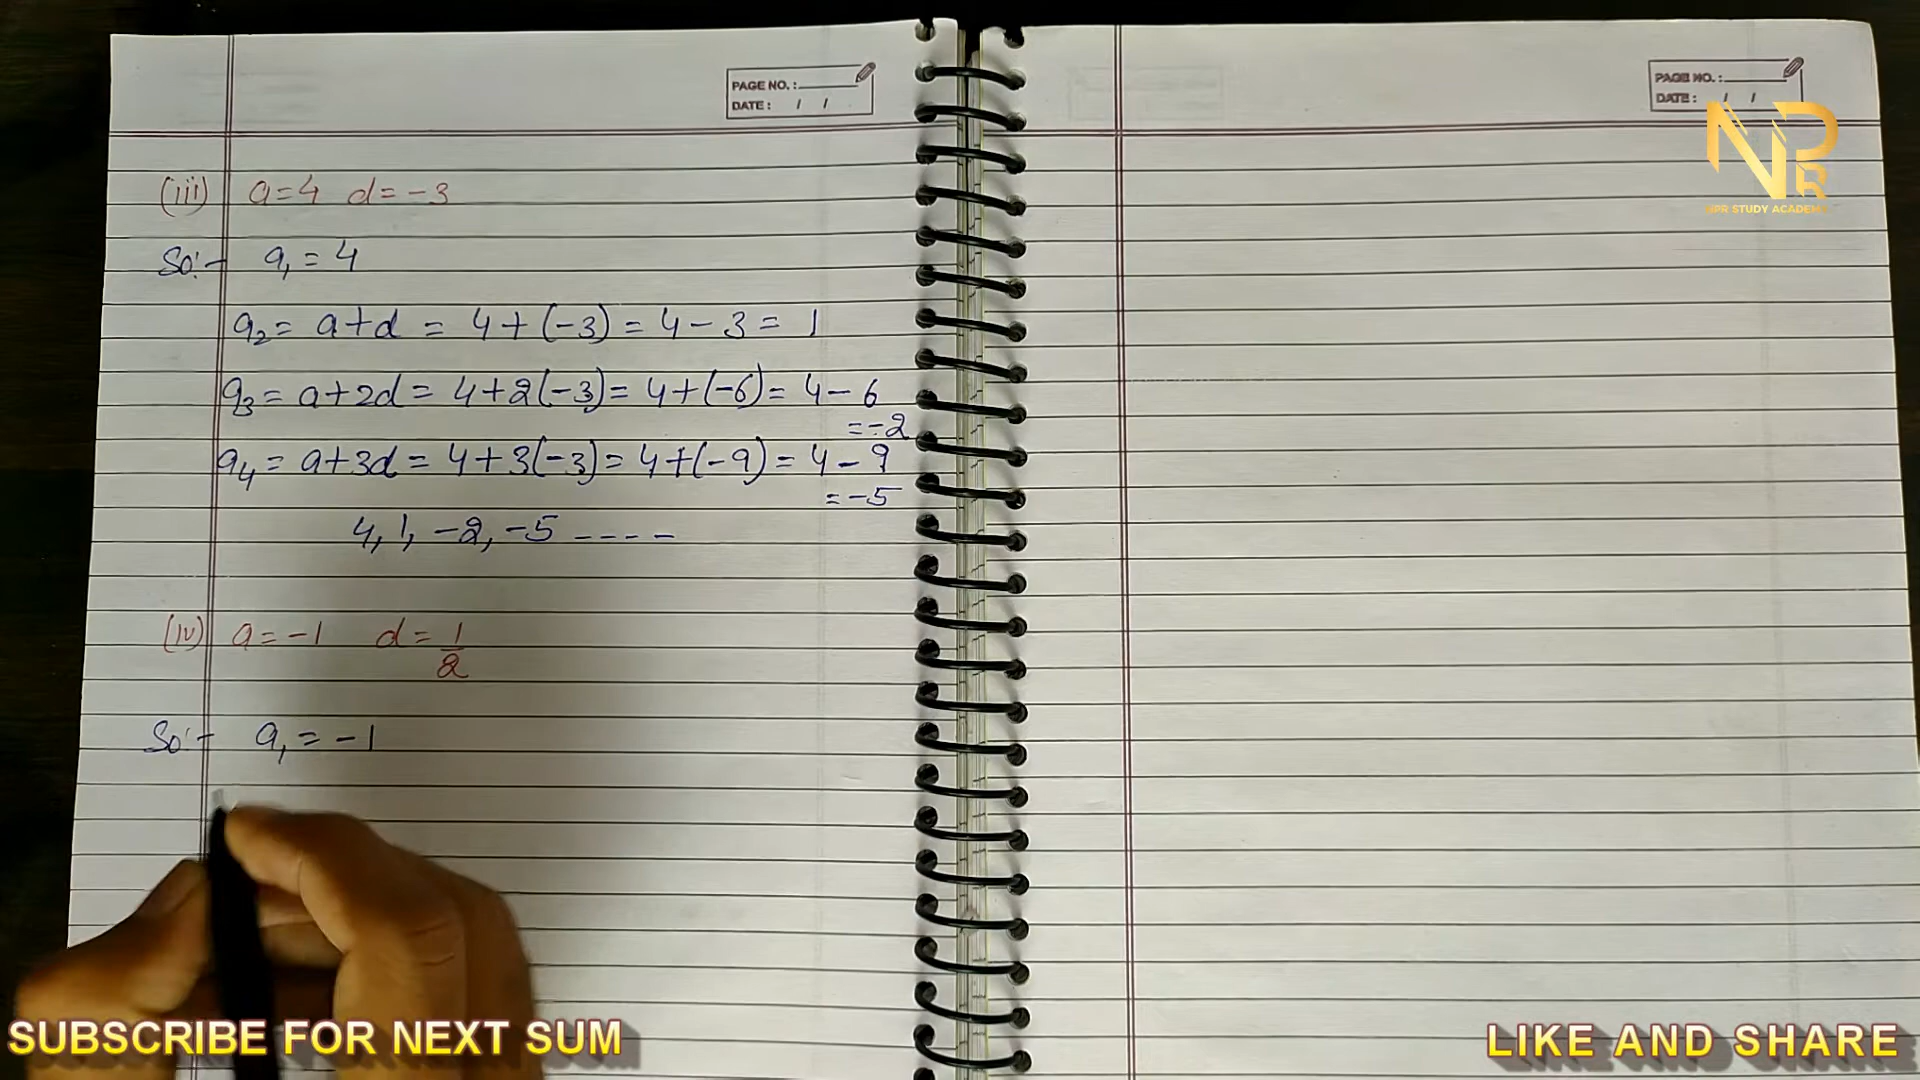 PAGE NO. :
DATE : / /
PAGE NO. :
DATE : / /
NPR
NPR STUDY ACADEMY
(iii) a=4 d=-3
So:- a₁ = 4
a₂ = a+d = 4+(-3) = 4-3 = 1
a₃ = a+2d = 4+2(-3) = 4+(-6) = 4-6
= -2
a₄ = a+3d = 4+3(-3) = 4+(-9) = 4-9
= -5
4, 1, -2, -5 ----
(iv) a=-1 d=1/2
So:- a₁ = -1
SUBSCRIBE FOR NEXT SUM
LIKE AND SHARE